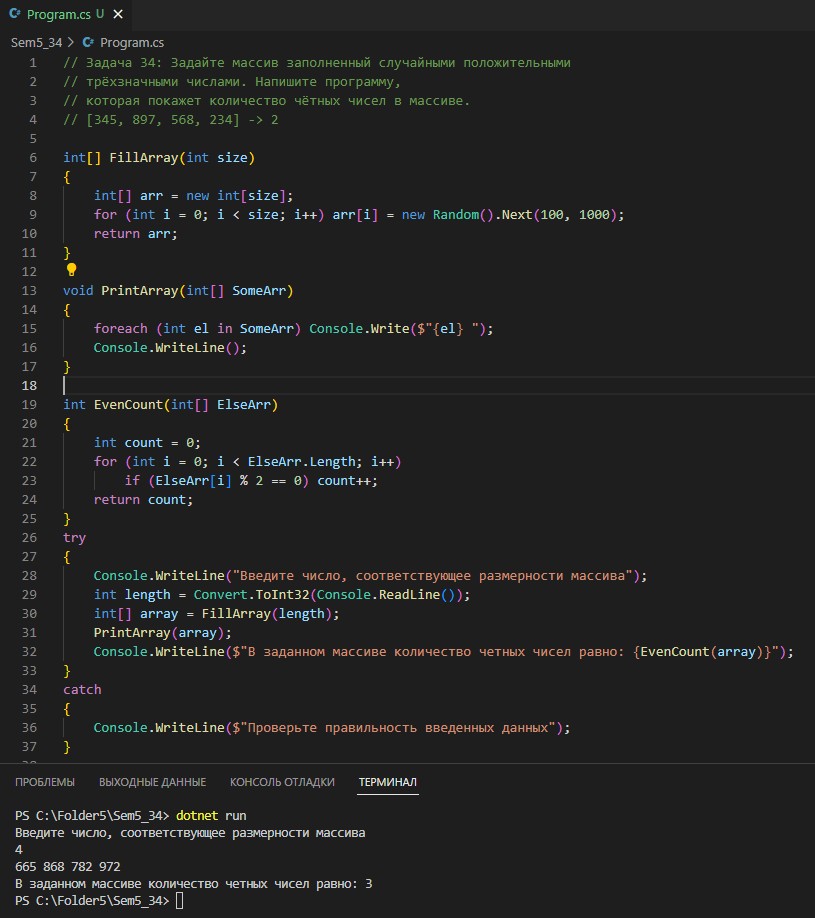 Program.cs U
Sem5_34 > Program.cs
1 // Задача 34: Задайте массив заполненный случайными положительными
2 // трёхзначными числами. Напишите программу,
3 // которая покажет количество чётных чисел в массиве.
4 // [345, 897, 568, 234] -> 2
5
6 int[] FillArray(int size)
7 {
8     int[] arr = new int[size];
9     for (int i = 0; i < size; i++) arr[i] = new Random().Next(100, 1000);
10     return arr;
11 }
12
13 void PrintArray(int[] SomeArr)
14 {
15     foreach (int el in SomeArr) Console.Write($"{el} ");
16     Console.WriteLine();
17 }
18
19 int EvenCount(int[] ElseArr)
20 {
21     int count = 0;
22     for (int i = 0; i < ElseArr.Length; i++)
23         if (ElseArr[i] % 2 == 0) count++;
24     return count;
25 }
26 try
27 {
28     Console.WriteLine("Введите число, соответствующее размерности массива");
29     int length = Convert.ToInt32(Console.ReadLine());
30     int[] array = FillArray(length);
31     PrintArray(array);
32     Console.WriteLine($"В заданном массиве количество четных чисел равно: {EvenCount(array)}");
33 }
34 catch
35 {
36     Console.WriteLine($"Проверьте правильность введенных данных");
37 }
ПРОБЛЕМЫ ВЫХОДНЫЕ ДАННЫЕ КОНСОЛЬ ОТЛАДКИ ТЕРМИНАЛ
PS C:\Folder5\Sem5_34> dotnet run
Введите число, соответствующее размерности массива
4
665 868 782 972
В заданном массиве количество четных чисел равно: 3
PS C:\Folder5\Sem5_34>